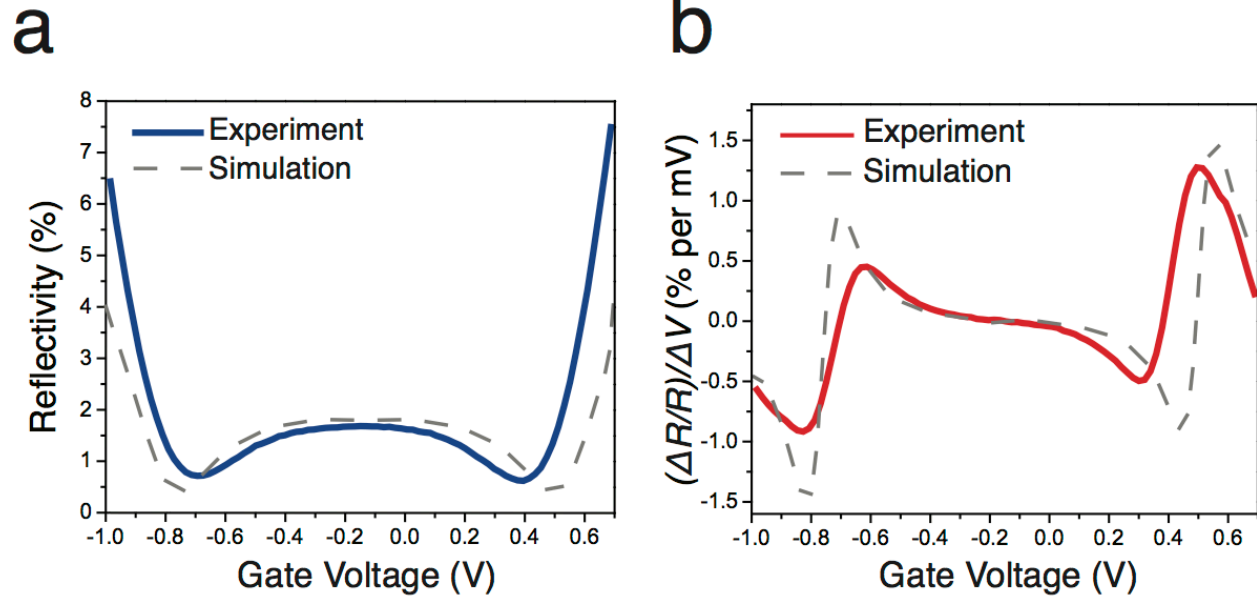 a
8
7
6
5
4
3
2
1
0
Reflectivity (%)
Experiment
Simulation
-1.0 -0.8 -0.6 -0.4 -0.2 0.0 0.2 0.4 0.6
Gate Voltage (V)
b
1.5
1.0
0.5
0.0
-0.5
-1.0
-1.5
(ΔR/R)/ΔV (% per mV)
Experiment
Simulation
-1.0 -0.8 -0.6 -0.4 -0.2 0.0 0.2 0.4 0.6
Gate Voltage (V)